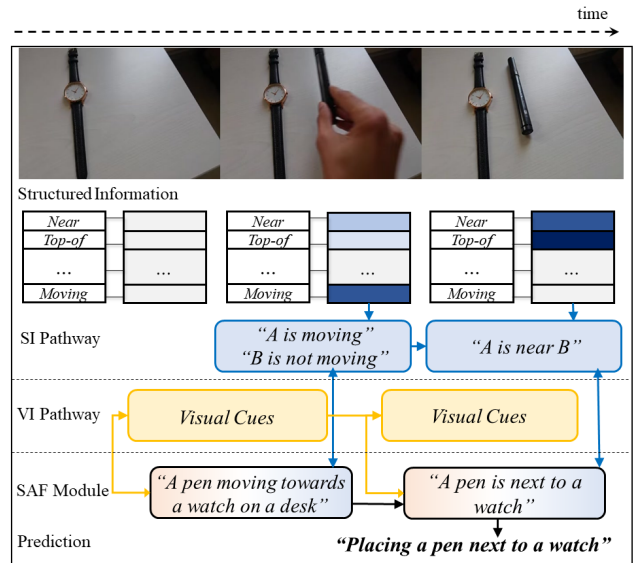 time
Structured Information
Near
Top-of
...
Moving
...
Near
Top-of
...
Moving
...
Near
Top-of
...
Moving
...
SI Pathway
“A is moving”
“B is not moving”
“A is near B”
VI Pathway
Visual Cues
Visual Cues
SAF Module
“A pen moving towards
a watch on a desk”
“A pen is next to a
watch”
Prediction
“Placing a pen next to a watch”